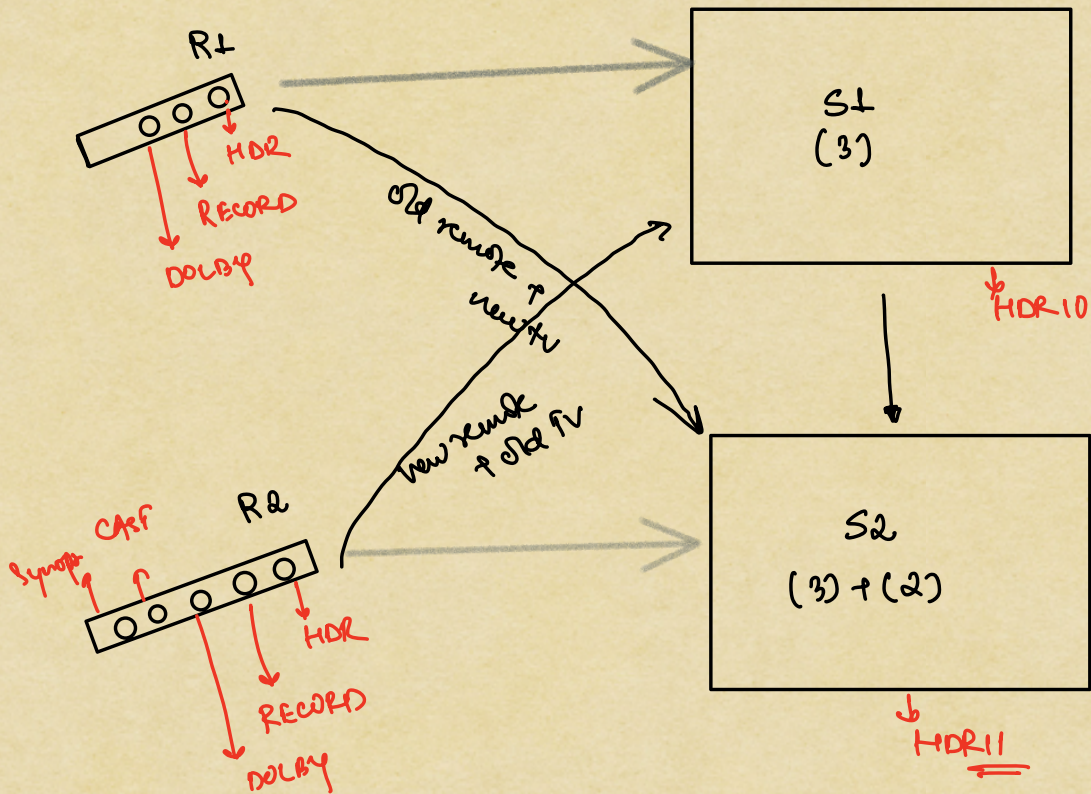 R1
HDR
RECORD
DOLBY
S1
(3)
HDR10
old remote +
new tv
new remote
+ old TV
R2
CAST
HDR
RECORD
DOLBY
S2
(3) + (2)
HDR11